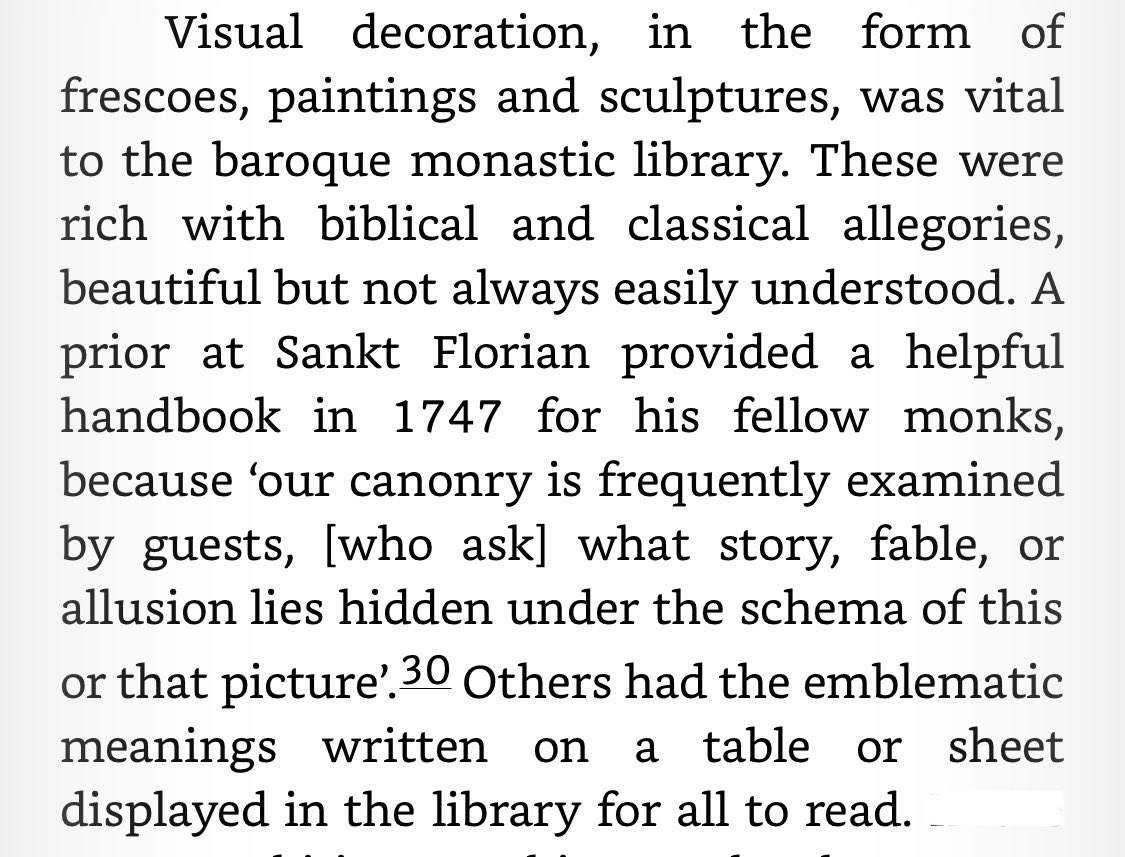 Visual decoration, in the form of
frescoes, paintings and sculptures, was vital
to the baroque monastic library. These were
rich with biblical and classical allegories,
beautiful but not always easily understood. A
prior at Sankt Florian provided a helpful
handbook in 1747 for his fellow monks,
because ‘our canonry is frequently examined
by guests, [who ask] what story, fable, or
allusion lies hidden under the schema of this
or that picture’.30 Others had the emblematic
meanings written on a table or sheet
displayed in the library for all to read.